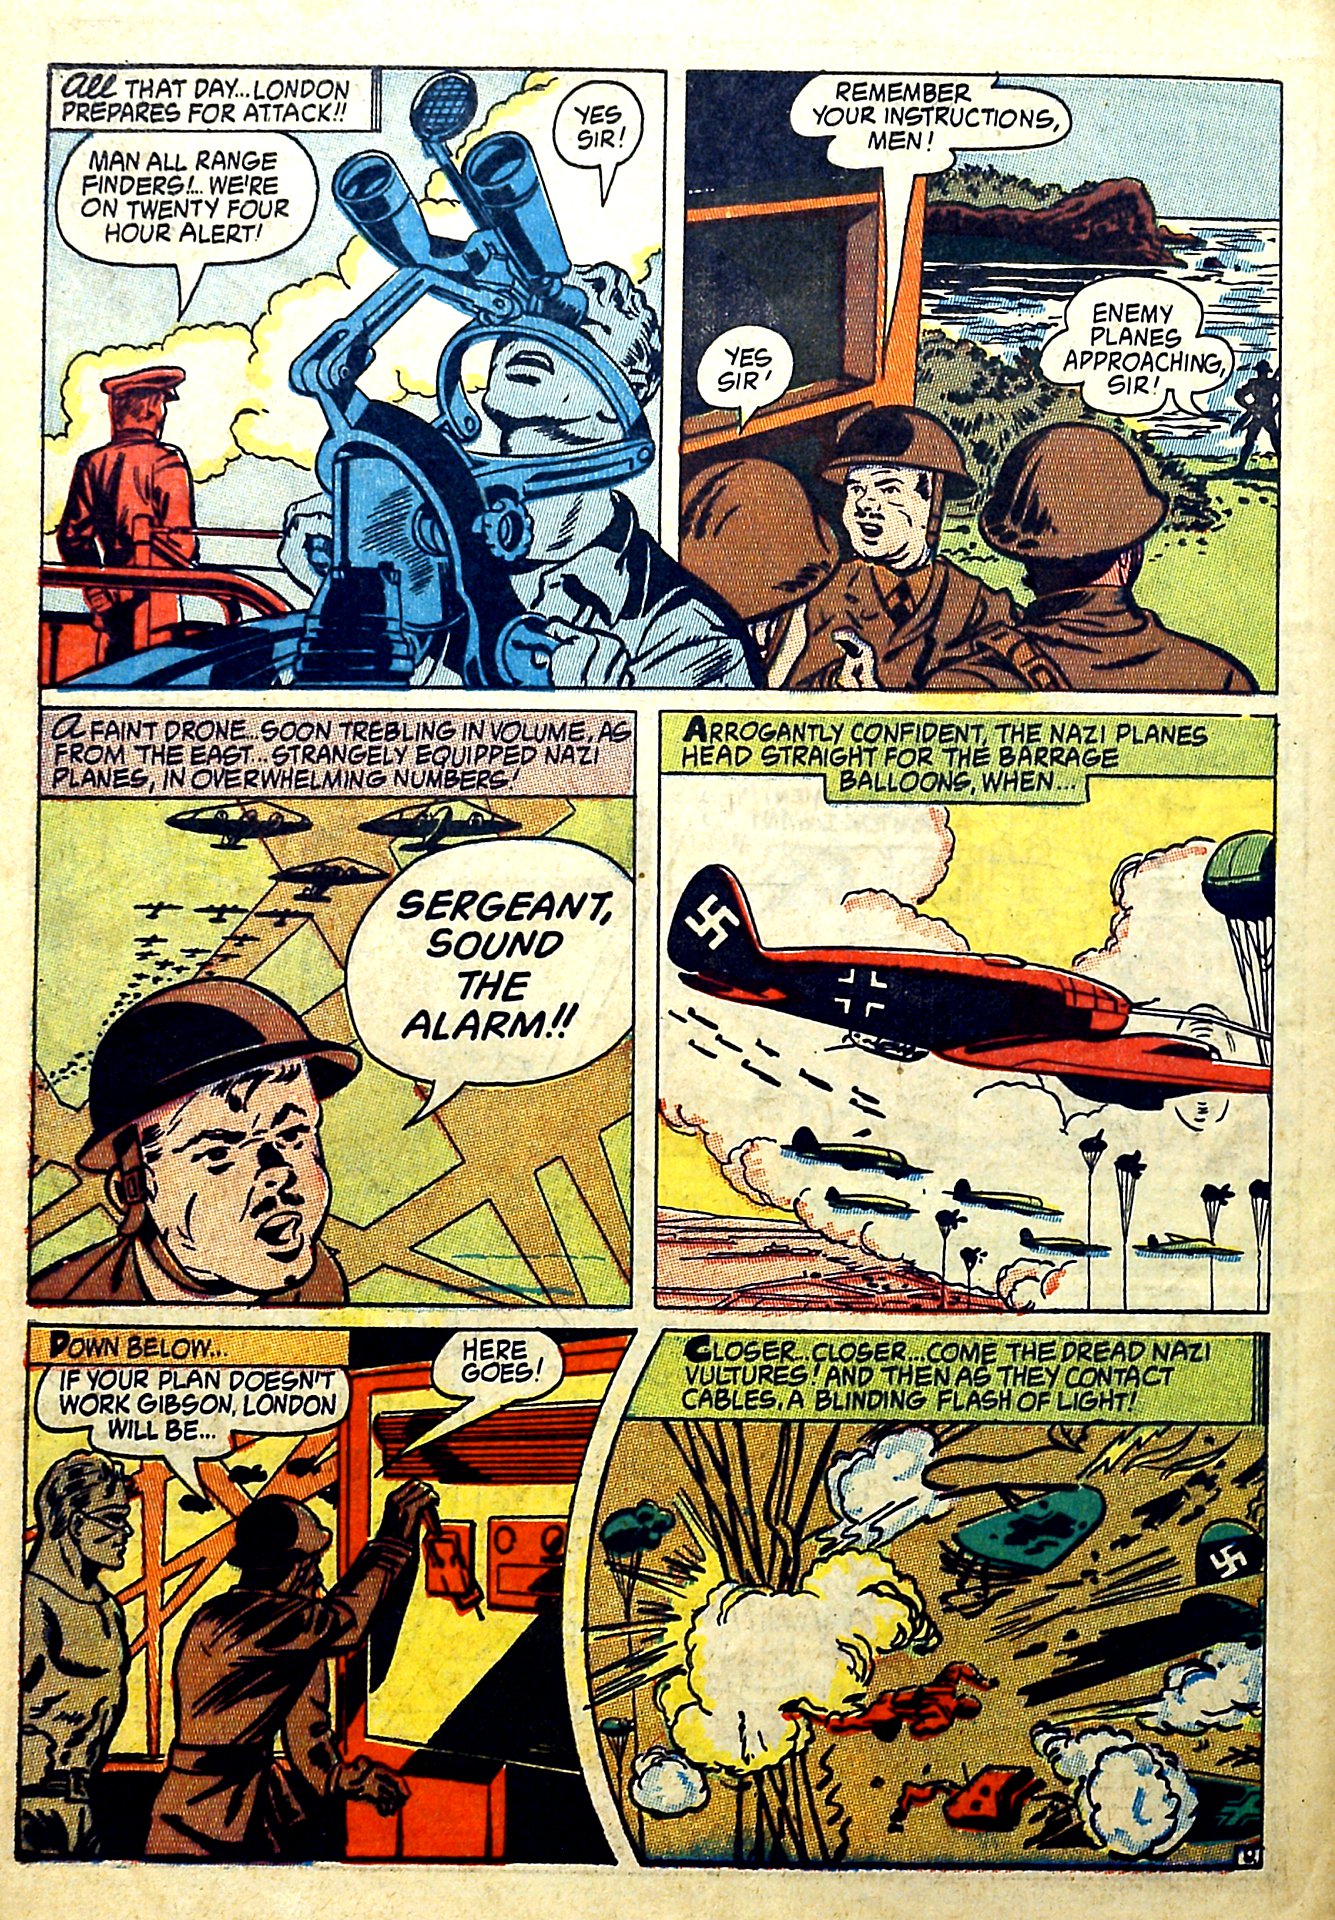 All THAT DAY...LONDON
PREPARES FOR ATTACK!!
MAN ALL RANGE
FINDERS!.. WE'RE
ON TWENTY FOUR
HOUR ALERT!
YES
SIR!
REMEMBER
YOUR INSTRUCTIONS,
MEN!
YES
SIR!
ENEMY
PLANES
APPROACHING,
SIR!
A FAINT DRONE..SOON TREBLING IN VOLUME, AS
FROM THE EAST...STRANGELY EQUIPPED NAZI
PLANES, IN OVERWHELMING NUMBERS!
SERGEANT,
SOUND
THE
ALARM!!
ARROGANTLY CONFIDENT, THE NAZI PLANES
HEAD STRAIGHT FOR THE BARRAGE
BALLOONS, WHEN...
DOWN BELOW...
IF YOUR PLAN DOESN'T
WORK GIBSON, LONDON
WILL BE...
HERE
GOES!
CLOSER...CLOSER...COME THE DREAD NAZI
VULTURES! AND THEN AS THEY CONTACT
CABLES, A BLINDING FLASH OF LIGHT!